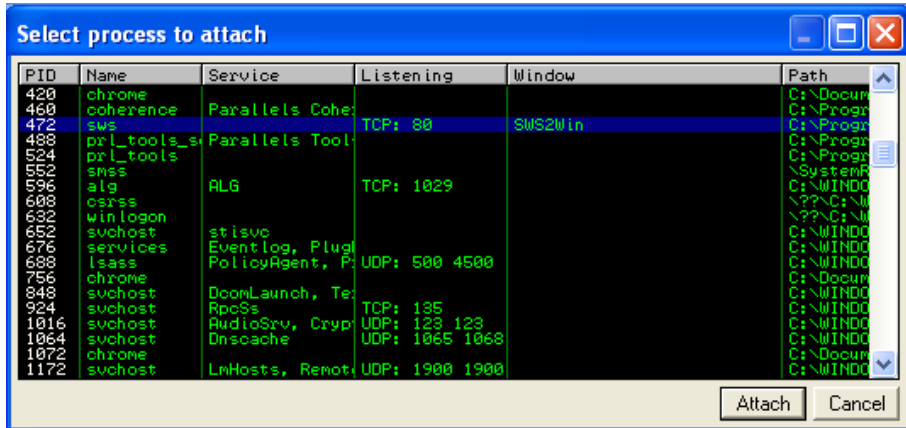 Select process to attach
PID Name Service Listening Window Path
420 chrome C:\Docum
460 coherence Parallels Cohe C:\Progr
472 sws TCP: 80 SWS2Win C:\Progr
488 prl_tools_s Parallels Tool C:\Progr
524 prl_tools C:\Progr
552 smss \SystemR
596 alg ALG TCP: 1029 C:\WINDO
608 csrss \??\C:\W
632 winlogon \??\C:\W
652 svchost stisvc C:\WINDO
676 services Eventlog, Plug C:\WINDO
688 lsass PolicyAgent, P UDP: 500 4500 C:\WINDO
756 chrome C:\Docum
848 svchost DcomLaunch, Te C:\WINDO
924 svchost RpcSs TCP: 135 C:\WINDO
1016 svchost AudioSrv, Cryp UDP: 123 123 C:\WINDO
1064 svchost Dnscache UDP: 1065 1068 C:\WINDO
1072 chrome C:\Docum
1172 svchost LmHosts, Remot UDP: 1900 1900 C:\WINDO
Attach Cancel